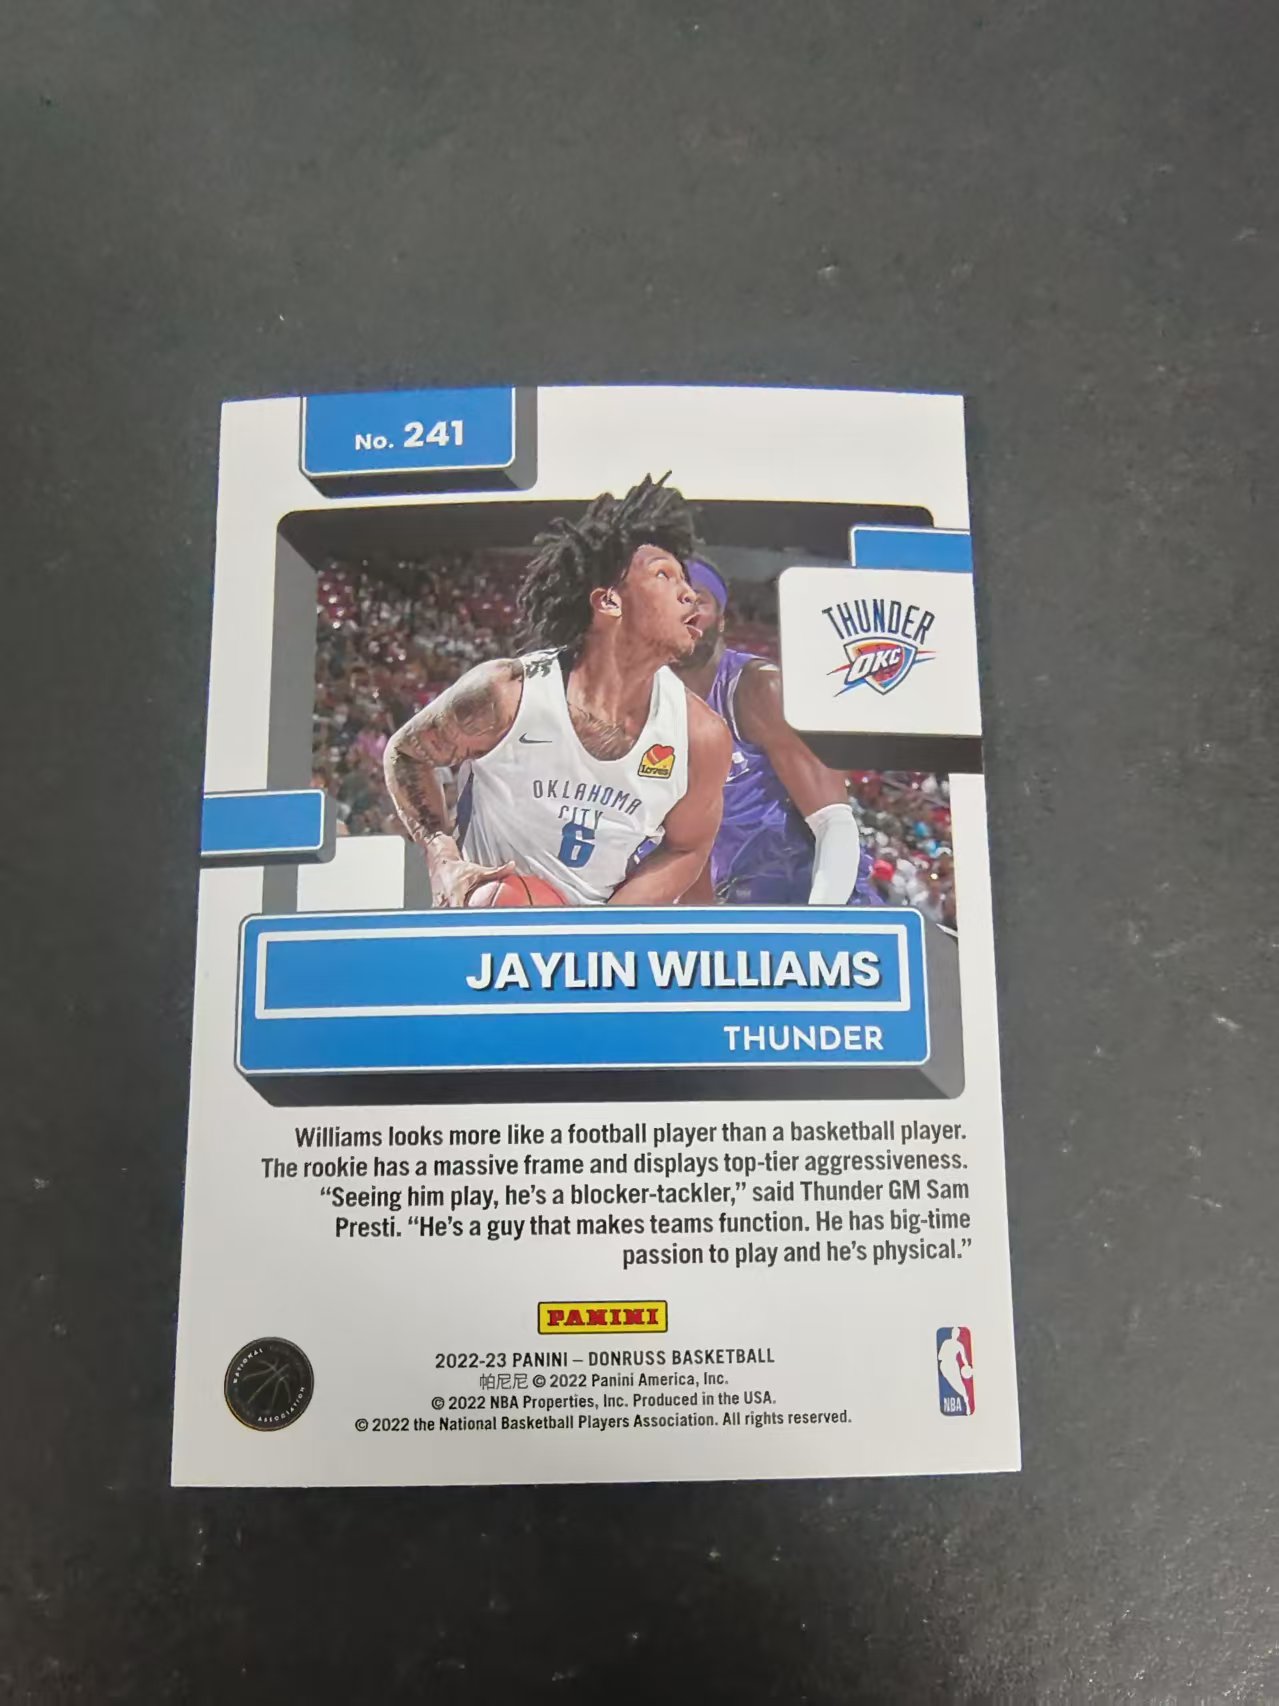 No. 241
THUNDER
OKC
Love's
OKLAHOMA
CITY
6
JAYLIN WILLIAMS
THUNDER
Williams looks more like a football player than a basketball player.
The rookie has a massive frame and displays top-tier aggressiveness.
“Seeing him play, he’s a blocker-tackler,” said Thunder GM Sam
Presti. “He’s a guy that makes teams function. He has big-time
passion to play and he’s physical.”
PANINI
2022-23 PANINI – DONRUSS BASKETBALL
帕尼尼 © 2022 Panini America, Inc.
© 2022 NBA Properties, Inc. Produced in the USA.
© 2022 the National Basketball Players Association. All rights reserved.
NATIONAL
ASSOCIATION
NBA